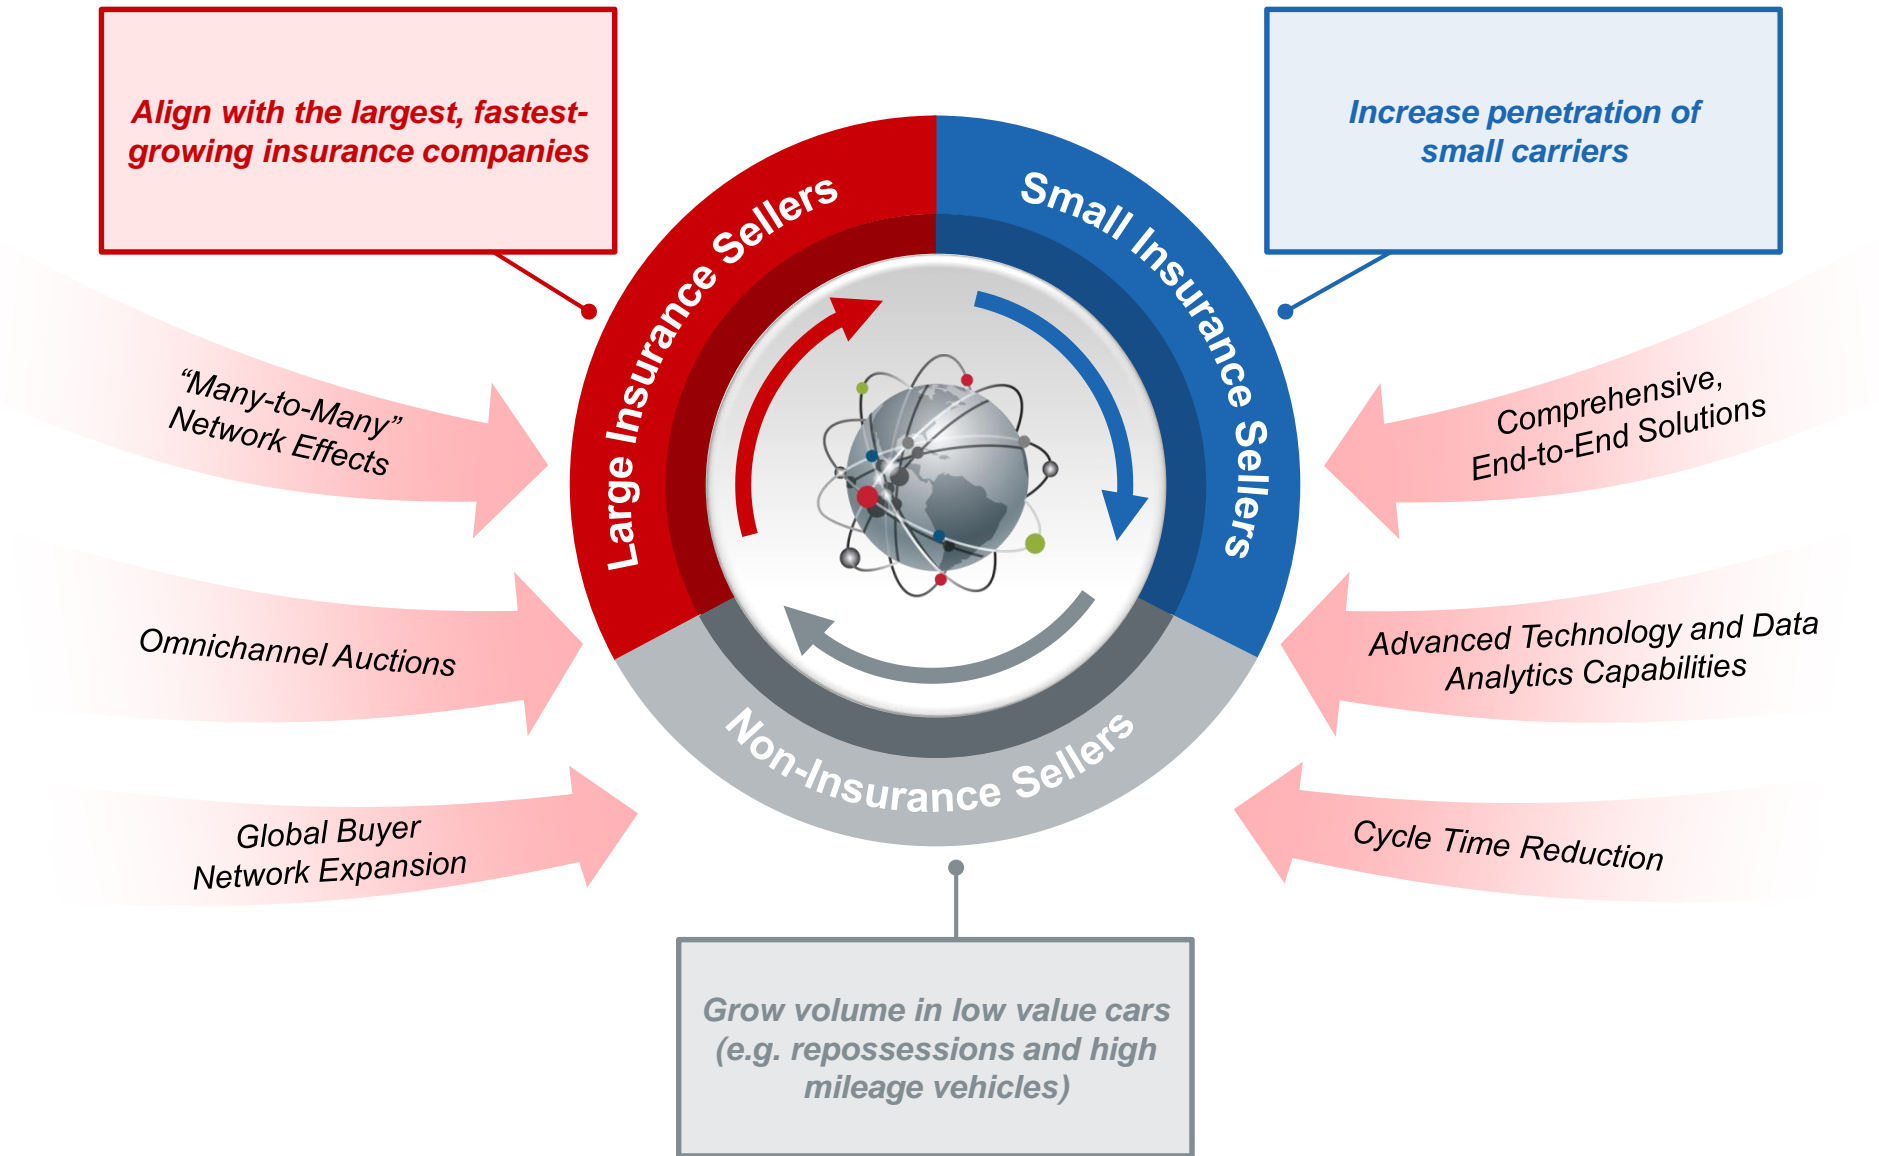 Align with the largest, fastest-
growing insurance companies
Increase penetration of
small carriers
Large Insurance Sellers
Small Insurance Sellers
Non-Insurance Sellers
“Many-to-Many”
Network Effects
Omnichannel Auctions
Global Buyer
Network Expansion
Comprehensive,
End-to-End Solutions
Advanced Technology and Data
Analytics Capabilities
Cycle Time Reduction
Grow volume in low value cars
(e.g. repossessions and high
mileage vehicles)